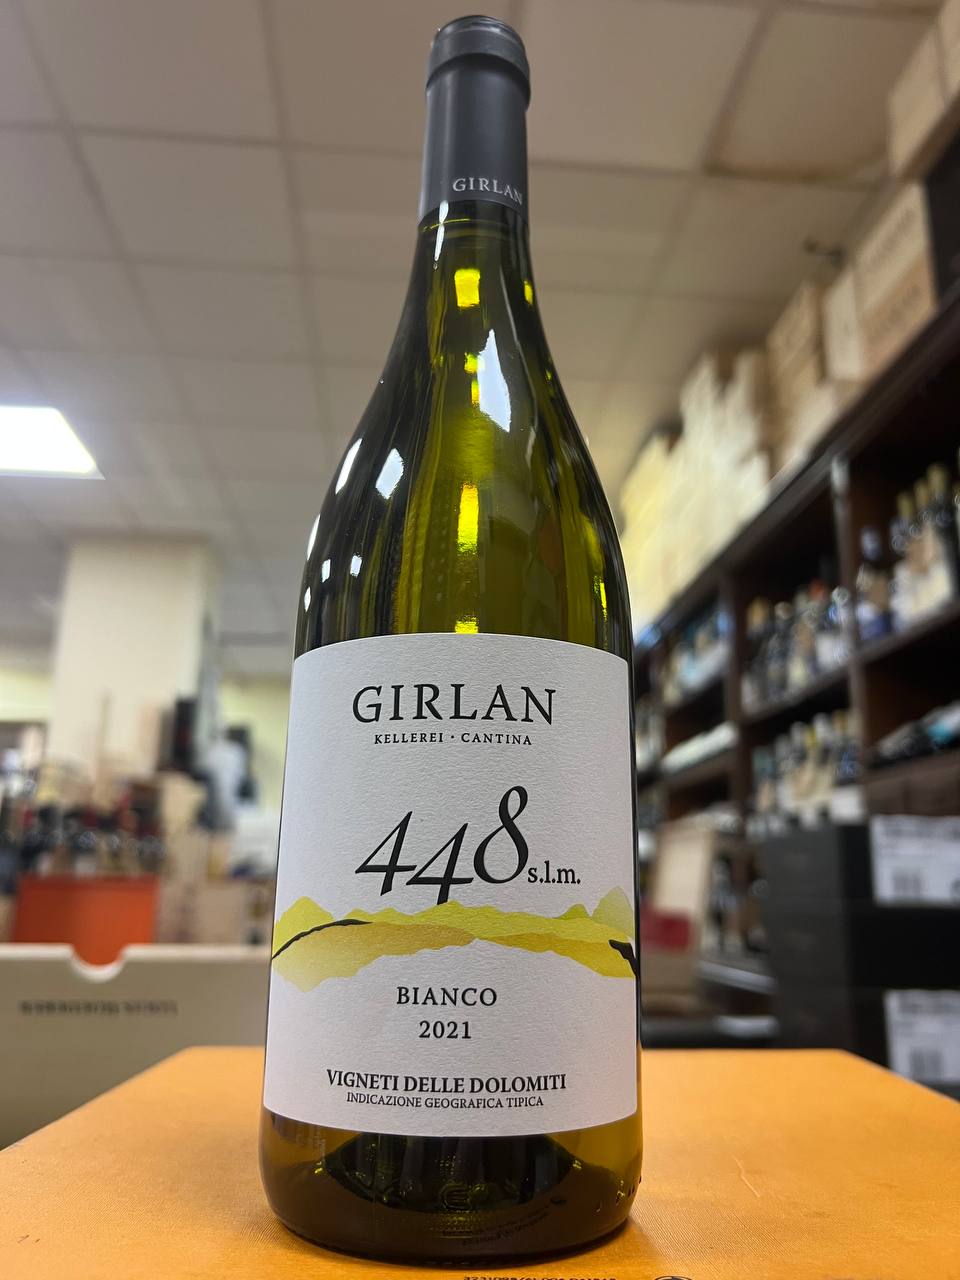 GIRLAN
GIRLAN
KELLEREI · CANTINA
448 s.l.m.
BIANCO
2021
VIGNETI DELLE DOLOMITI
INDICAZIONE GEOGRAFICA TIPICA